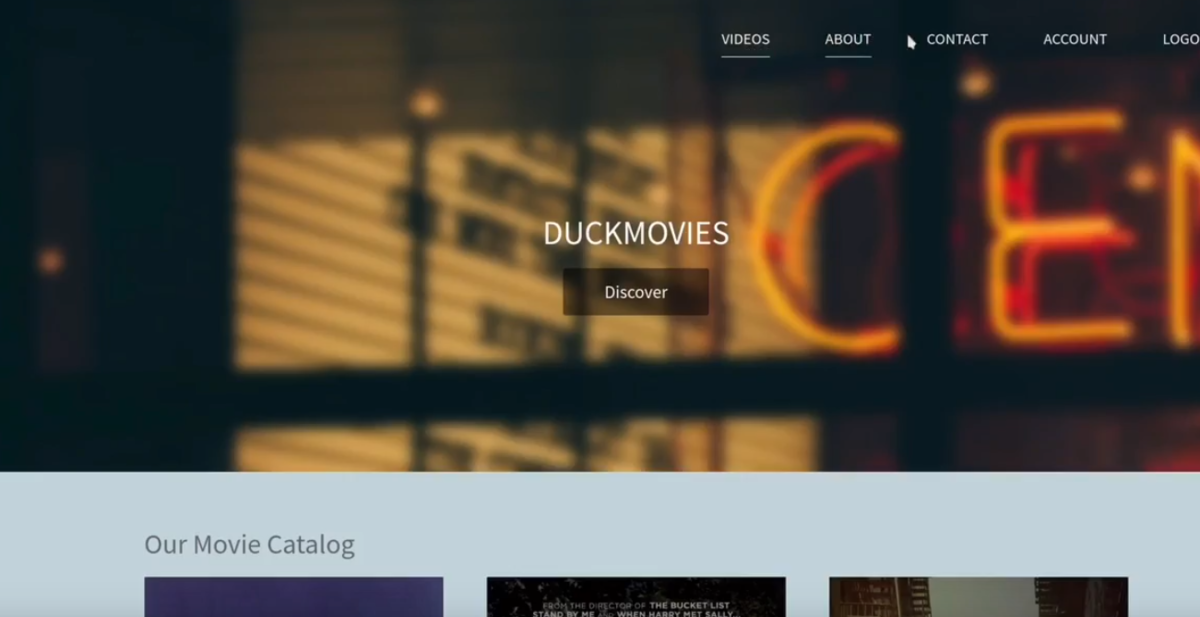 VIDEOS ABOUT CONTACT ACCOUNT LOGO
CEN
DUCKMOVIES
Discover
Our Movie Catalog
FROM THE DIRECTOR OF THE BUCKET LIST
STAND BY ME AND WHEN HARRY MET SALLY